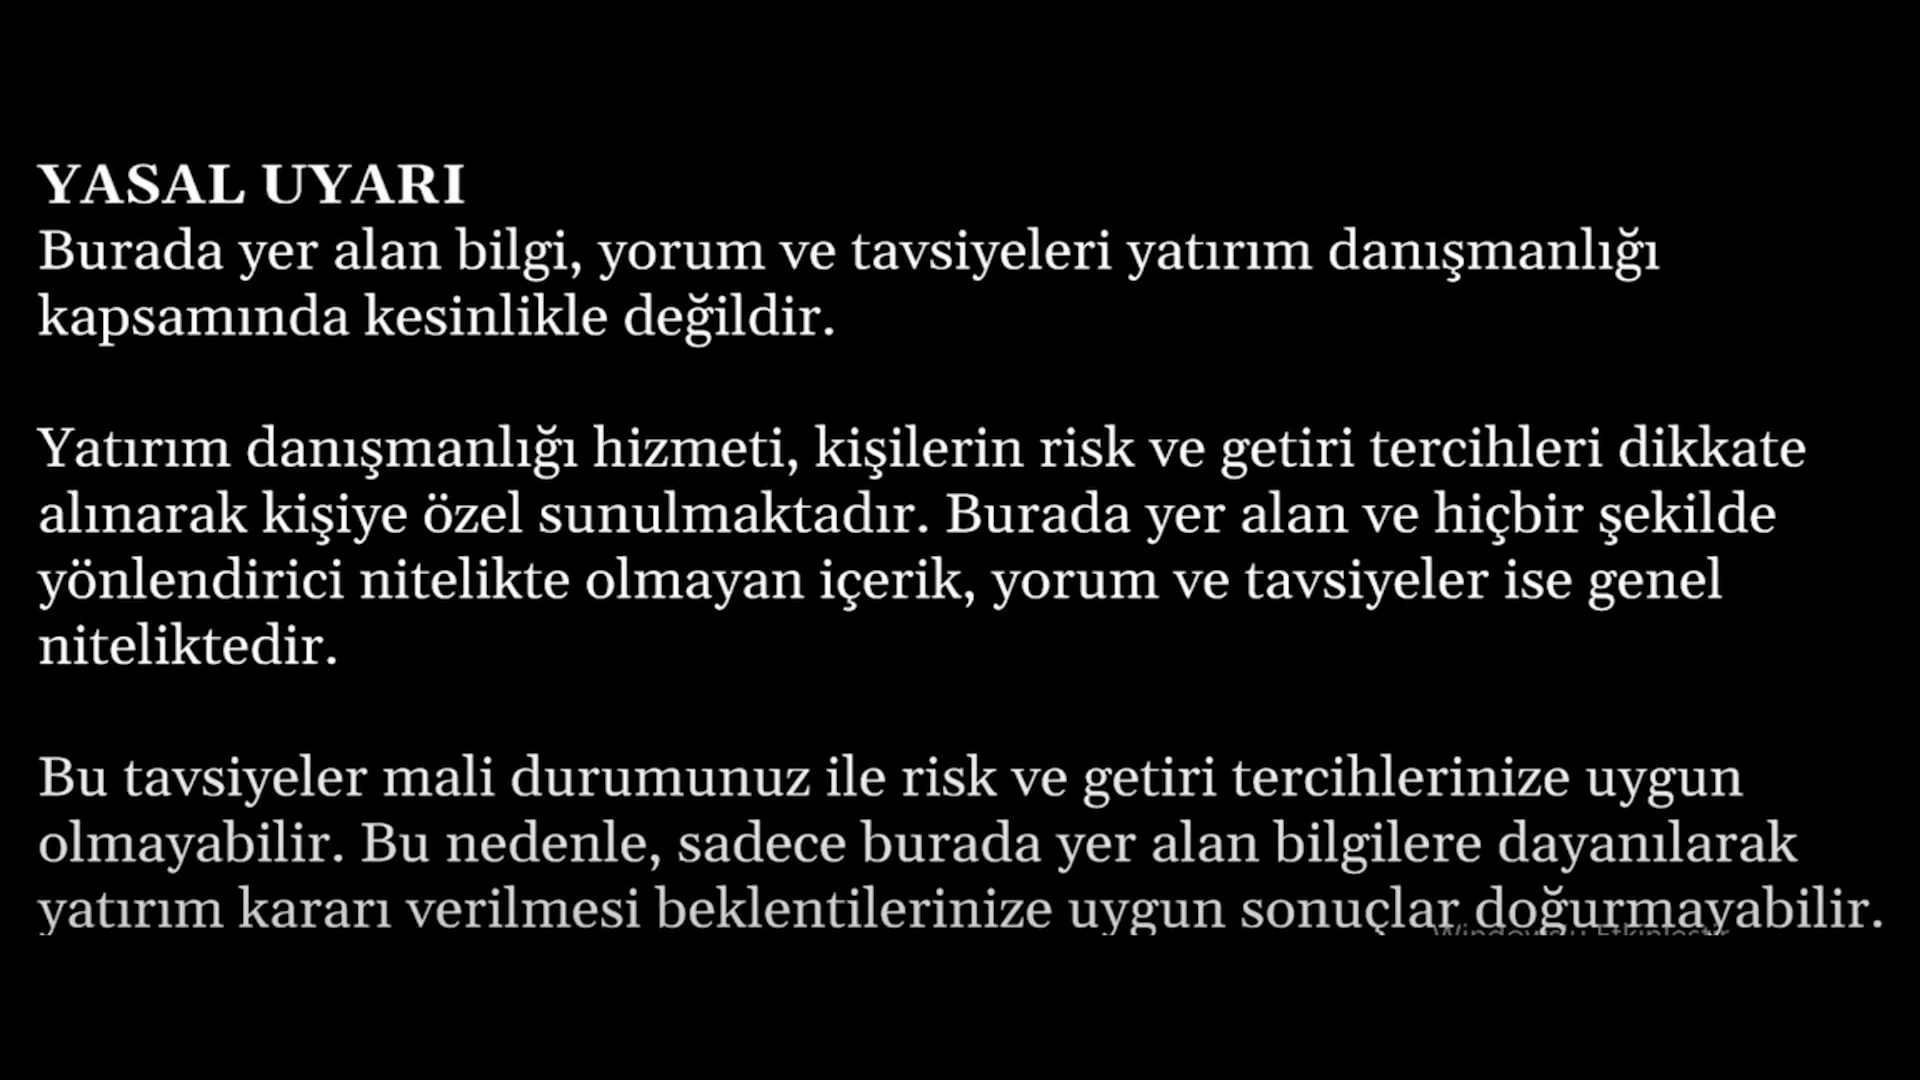 YASAL UYARI
Burada yer alan bilgi, yorum ve tavsiyeleri yatırım danışmanlığı
kapsamında kesinlikle değildir.
Yatırım danışmanlığı hizmeti, kişilerin risk ve getiri tercihleri dikkate
alınarak kişiye özel sunulmaktadır. Burada yer alan ve hiçbir şekilde
yönlendirici nitelikte olmayan içerik, yorum ve tavsiyeler ise genel
niteliktedir.
Bu tavsiyeler mali durumunuz ile risk ve getiri tercihlerinize uygun
olmayabilir. Bu nedenle, sadece burada yer alan bilgilere dayanılarak
yatırım kararı verilmesi beklentilerinize uygun sonuçlar doğurmayabilir.